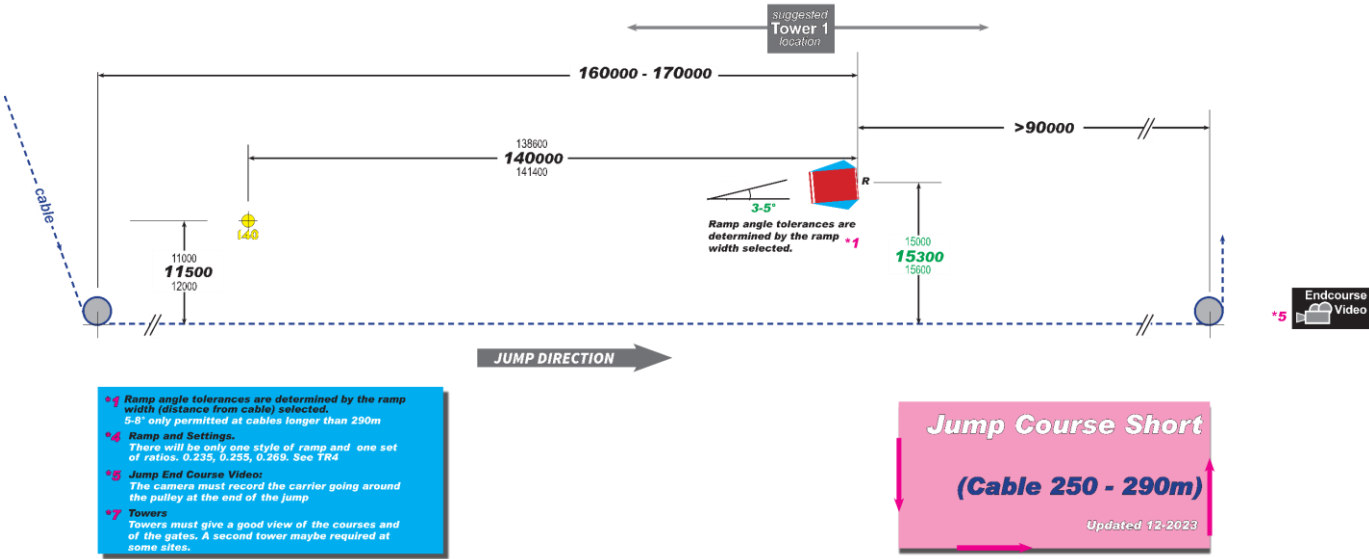 suggested
Tower 1
location
160000 - 170000
>90000
138600
140000
141400
R
cable
3-5°
Ramp angle tolerances are
determined by the ramp
width selected.
*1
11000
11500
12000
15000
15300
15600
Endcourse
Video
*5
JUMP DIRECTION
*1 Ramp angle tolerances are determined by the ramp
width (distance from cable) selected.
5-8° only permitted at cables longer than 290m
*4 Ramp and Settings.
There will be only one style of ramp and one set
of ratios. 0.235, 0.255, 0.269. See TR4
*5 Jump End Course Video:
The camera must record the carrier going around
the pulley at the end of the jump
*7 Towers
Towers must give a good view of the courses and
of the gates. A second tower maybe required at
some sites.
Jump Course Short
(Cable 250 - 290m)
Updated 12-2023